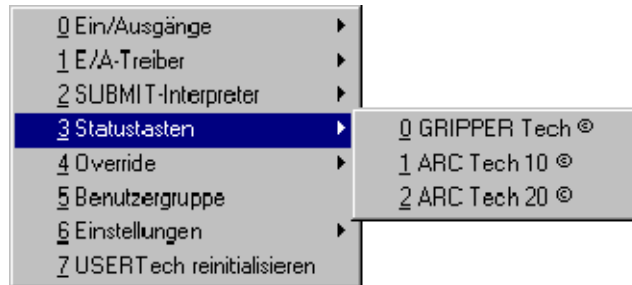 0 Ein/Ausgänge
1 E/A-Treiber
2 SUBMIT-Interpreter
3 Statustasten
0 GRIPPER Tech ©
4 Override
1 ARC Tech 10 ©
5 Benutzergruppe
2 ARC Tech 20 ©
6 Einstellungen
7 USERTech reinitialisieren